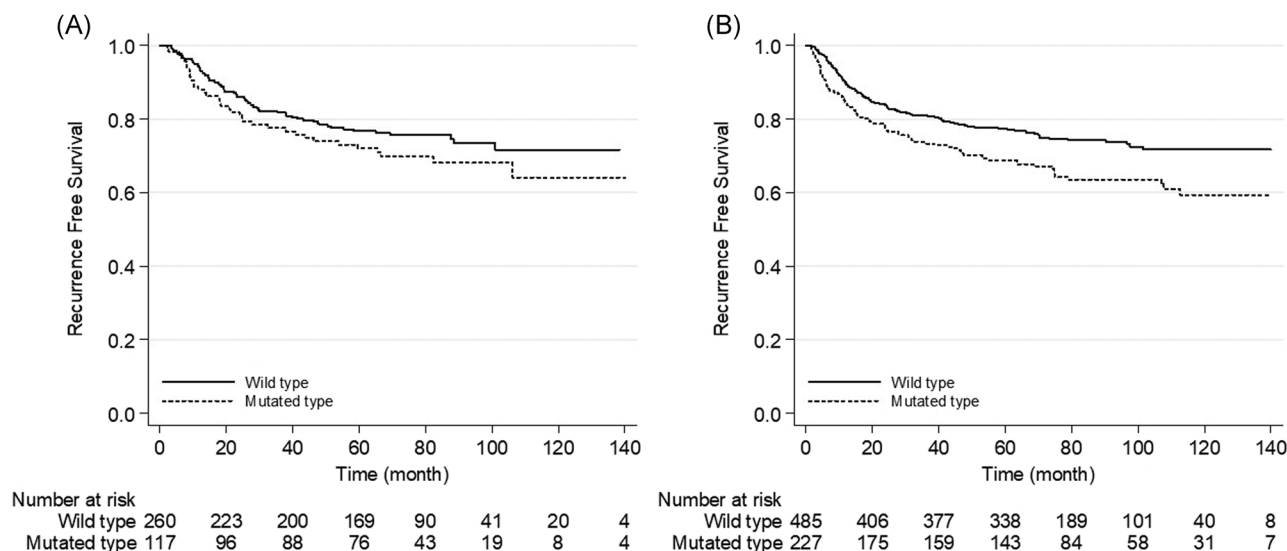 (A)
1.0
0.8
0.6
0.4
0.2
0.0
Recurrence Free Survival
Wild type
Mutated type
0 20 40 60 80 100 120 140
Time (month)
Number at risk
Wild type 260 223 200 169 90 41 20 4
Mutated type 117 96 88 76 43 19 8 4
(B)
1.0
0.8
0.6
0.4
0.2
0.0
Recurrence Free Survival
Wild type
Mutated type
0 20 40 60 80 100 120 140
Time (month)
Number at risk
Wild type 485 406 377 338 189 101 40 8
Mutated type 227 175 159 143 84 58 31 7